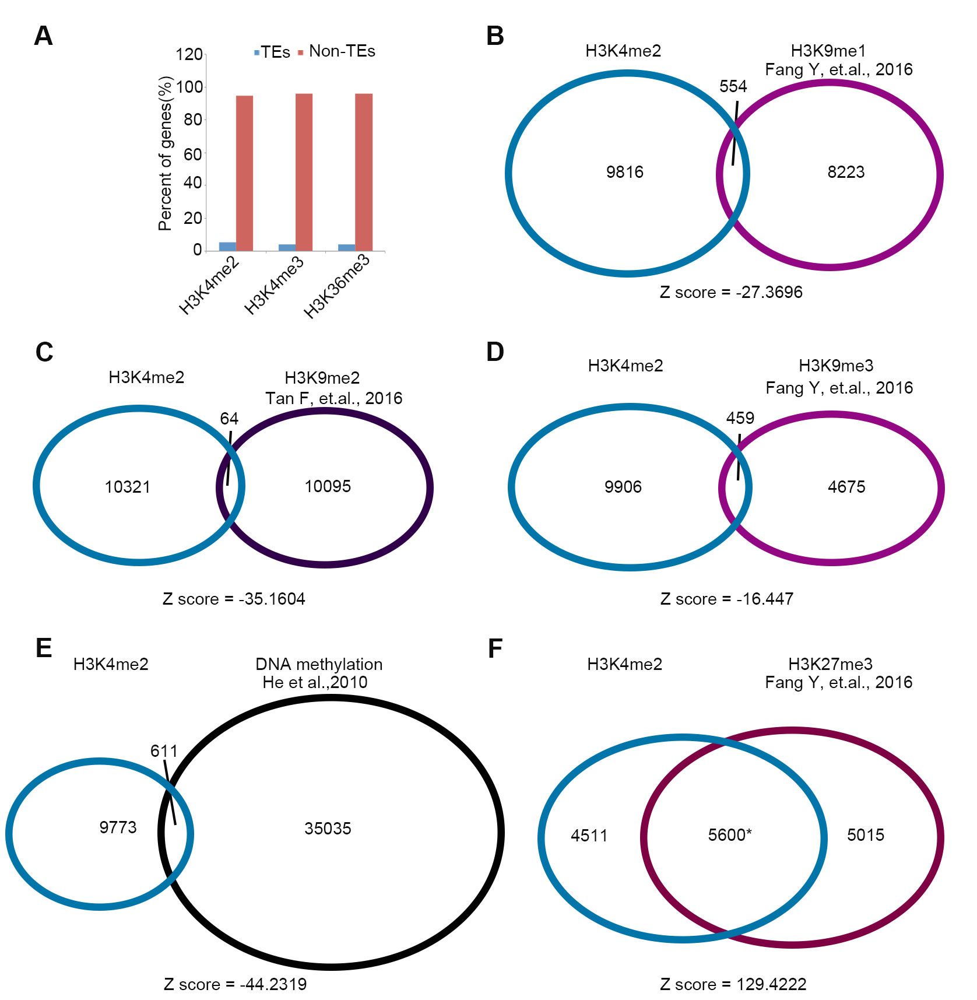 A
TEs Non-TEs
Percent of genes(%)
120
100
80
60
40
20
0
H3K4me2
H3K4me3
H3K36me3
B
H3K4me2
H3K9me1
Fang Y, et.al., 2016
554
9816
8223
Z score = -27.3696
C
H3K4me2
H3K9me2
Tan F, et.al., 2016
64
10321
10095
Z score = -35.1604
D
H3K4me2
H3K9me3
Fang Y, et.al., 2016
459
9906
4675
Z score = -16.447
E
H3K4me2
DNA methylation
He et al.,2010
611
9773
35035
Z score = -44.2319
F
H3K4me2
H3K27me3
Fang Y, et.al., 2016
4511
5600*
5015
Z score = 129.4222